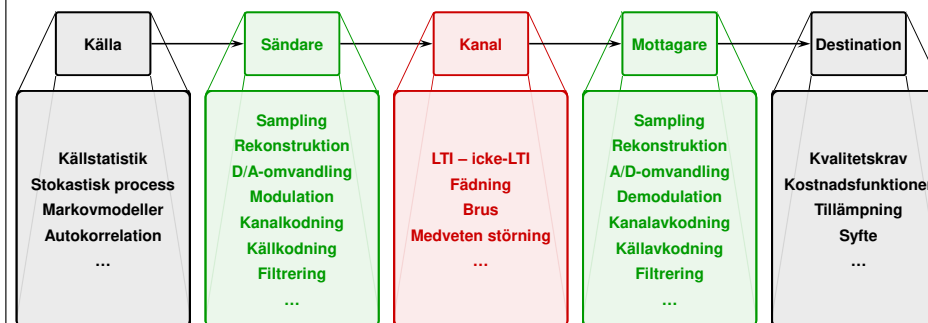 Källa
Sändare
Kanal
Mottagare
Destination
Källstatistik
Stokastisk process
Markovmodeller
Autokorrelation
...
Sampling
Rekonstruktion
D/A-omvandling
Modulation
Kanalkodning
Källkodning
Filtrering
...
LTI – icke-LTI
Fädning
Brus
Medveten störning
...
Sampling
Rekonstruktion
A/D-omvandling
Demodulation
Kanalavkodning
Källavkodning
Filtrering
...
Kvalitetskrav
Kostnadsfunktioner
Tillämpning
Syfte
...